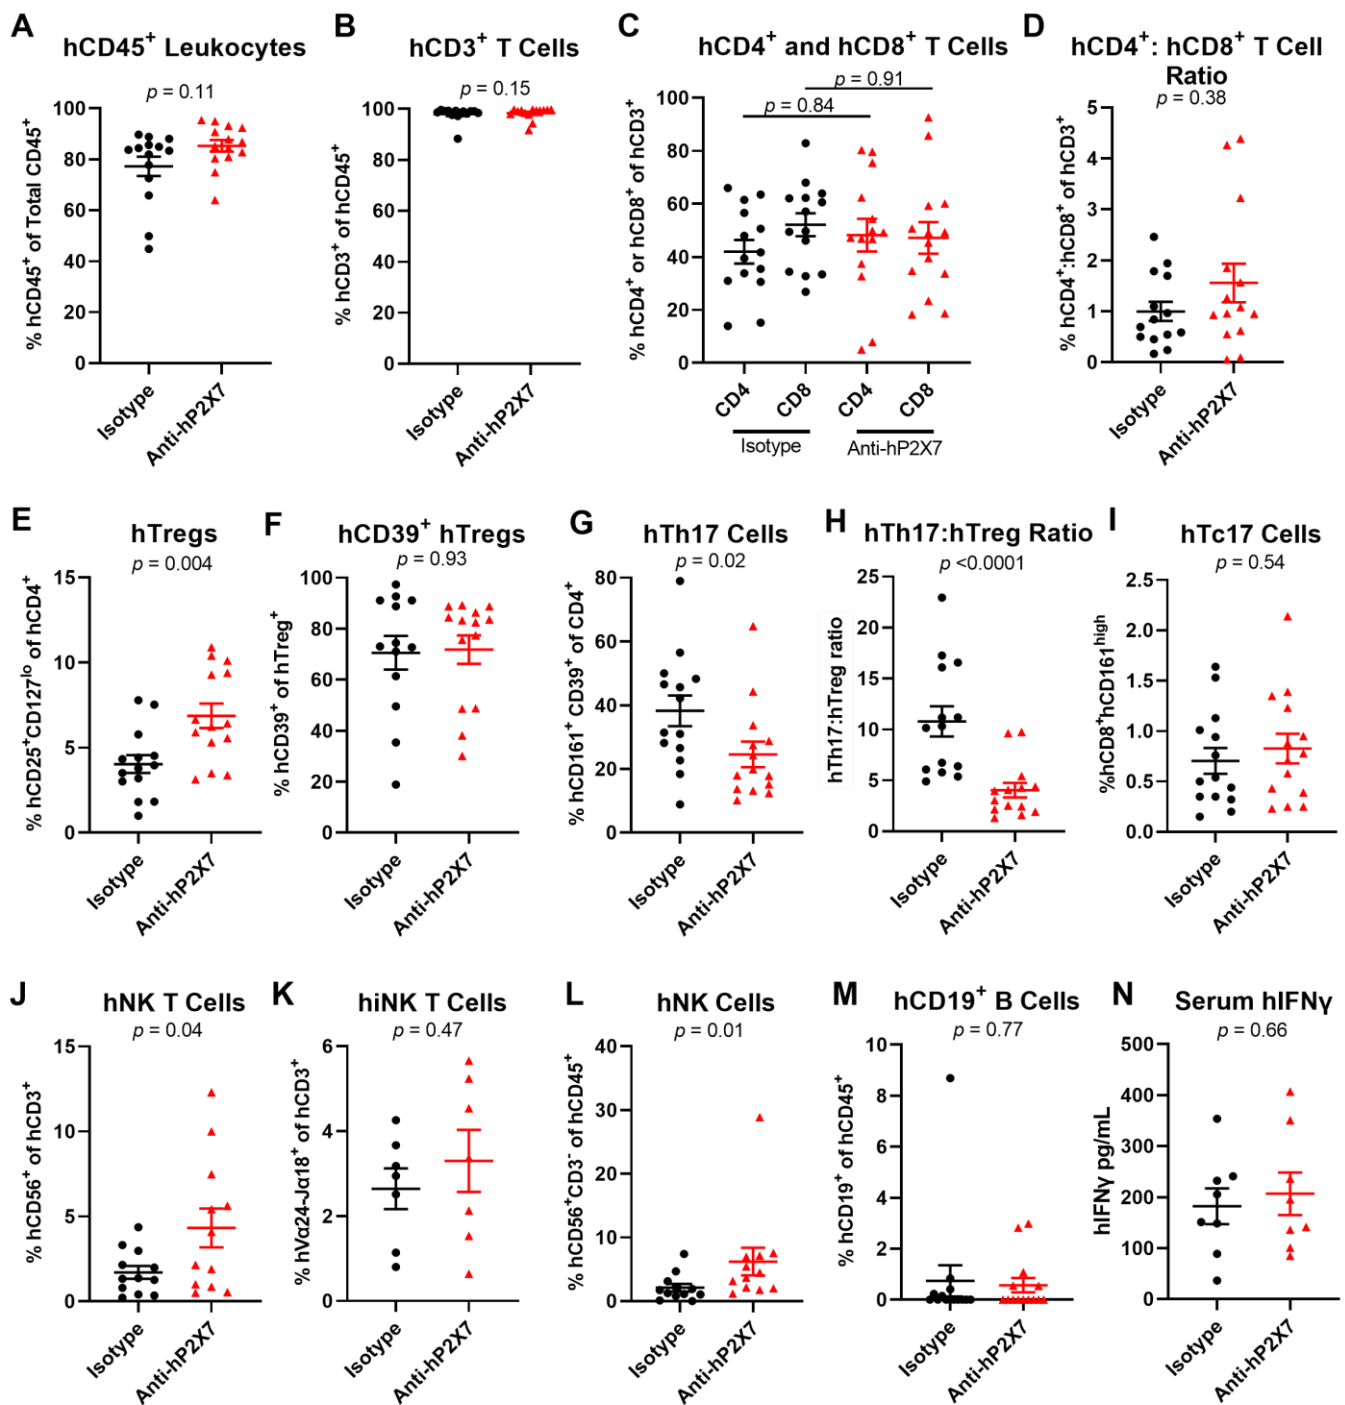 A
hCD45⁺ Leukocytes
p = 0.11
% hCD45⁺ of Total CD45⁺
100
80
60
40
20
0
Isotype
Anti-hP2X7
B
hCD3⁺ T Cells
p = 0.15
% hCD3⁺ of hCD45⁺
100
80
60
40
20
0
Isotype
Anti-hP2X7
C
hCD4⁺ and hCD8⁺ T Cells
p = 0.91
p = 0.84
% hCD4⁺ or hCD8⁺ of hCD3⁺
100
80
60
40
20
0
CD4
CD8
CD4
CD8
Isotype
Anti-hP2X7
D
hCD4⁺: hCD8⁺ T Cell
Ratio
p = 0.38
% hCD4⁺:hCD8⁺ of hCD3⁺
5
4
3
2
1
0
Isotype
Anti-hP2X7
E
hTregs
p = 0.004
% hCD25⁺CD127ˡᵒ of hCD4⁺
15
10
5
0
Isotype
Anti-hP2X7
F
hCD39⁺ hTregs
p = 0.93
% hCD39⁺ of hTreg⁺
100
80
60
40
20
0
Isotype
Anti-hP2X7
G
hTh17 Cells
p = 0.02
% hCD161⁺ CD39⁺ of CD4⁺
80
60
40
20
0
Isotype
Anti-hP2X7
H
hTh17:hTreg Ratio
p <0.0001
hTh17:hTreg ratio
25
20
15
10
5
0
Isotype
Anti-hP2X7
I
hTc17 Cells
p = 0.54
%hCD8⁺hCD161ʰⁱᵍʰ
2.5
2.0
1.5
1.0
0.5
0.0
Isotype
Anti-hP2X7
J
hNK T Cells
p = 0.04
% hCD56⁺ of hCD3⁺
15
10
5
0
Isotype
Anti-hP2X7
K
hiNK T Cells
p = 0.47
% hVα24-Jα18⁺ of hCD3⁺
6
4
2
0
Isotype
Anti-hP2X7
L
hNK Cells
p = 0.01
% hCD56⁺CD3⁻ of hCD45⁺
40
30
20
10
0
Isotype
Anti-hP2X7
M
hCD19⁺ B Cells
p = 0.77
% hCD19⁺ of hCD45⁺
10
8
6
4
2
0
Isotype
Anti-hP2X7
N
Serum hIFNγ
p = 0.66
hIFNγ pg/mL
500
400
300
200
100
0
Isotype
Anti-hP2X7